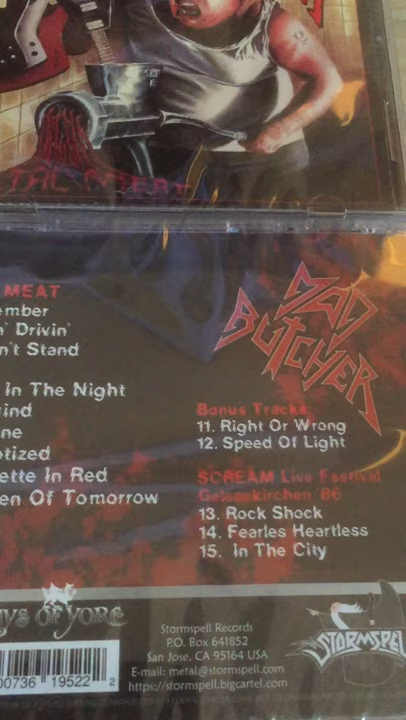 METAL MEAT
MEAT
ember
n' Drivin'
n't Stand
In The Night
ind
ne
otized
ette In Red
en Of Tomorrow
MAD
BUTCHER
Bonus Tracks:
11. Right Or Wrong
12. Speed Of Light
SCREAM Live Festival
Gelsenkirchen '86
13. Rock Shock
14. Fearles Heartless
15. In The City
ys of yore
Stormspell Records
P.O. Box 641852
San Jose, CA 95164 USA
E-mail: metal@stormspell.com
https://stormspell.bigcartel.com
STORMSPEL
00736 19522 2